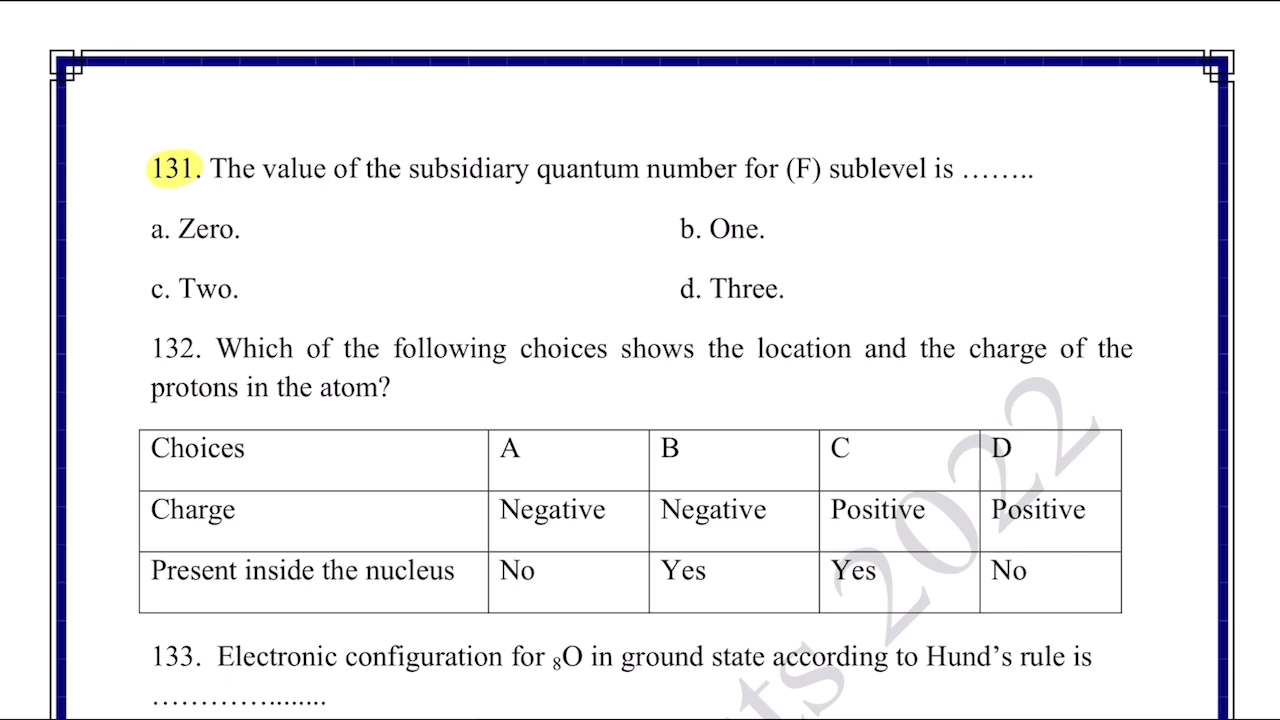 131. The value of the subsidiary quantum number for (F) sublevel is ……..
a. Zero. b. One.
c. Two. d. Three.
132. Which of the following choices shows the location and the charge of the
protons in the atom?
Choices A B C D
Charge Negative Negative Positive Positive
Present inside the nucleus No Yes Yes No
133. Electronic configuration for ₈O in ground state according to Hund’s rule is
………….........
2022